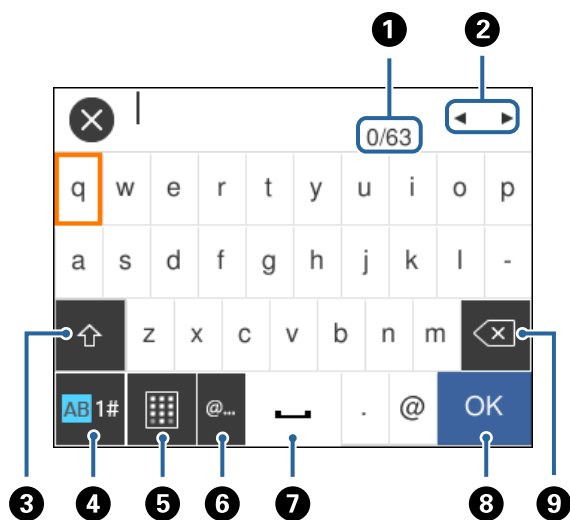 1 2
0/63
q w e r t y u i o p
a s d f g h j k l -
z x c v b n m
AB 1# @... . @ OK
3 4 5 6 7 8 9